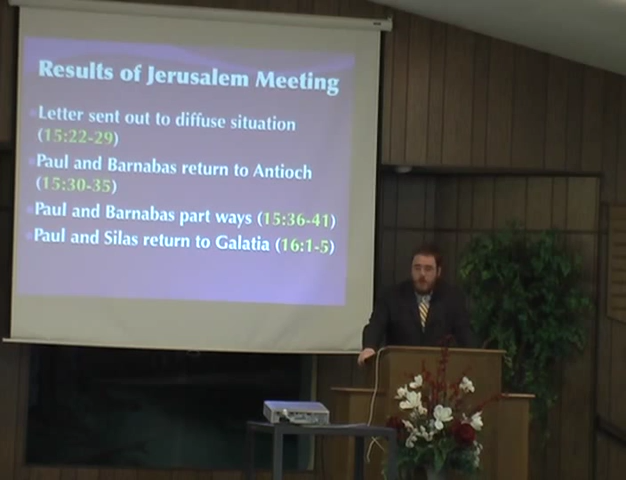 Results of Jerusalem Meeting
Letter sent out to diffuse situation
(15:22-29)
Paul and Barnabas return to Antioch
(15:30-35)
Paul and Barnabas part ways (15:36-41)
Paul and Silas return to Galatia (16:1-5)